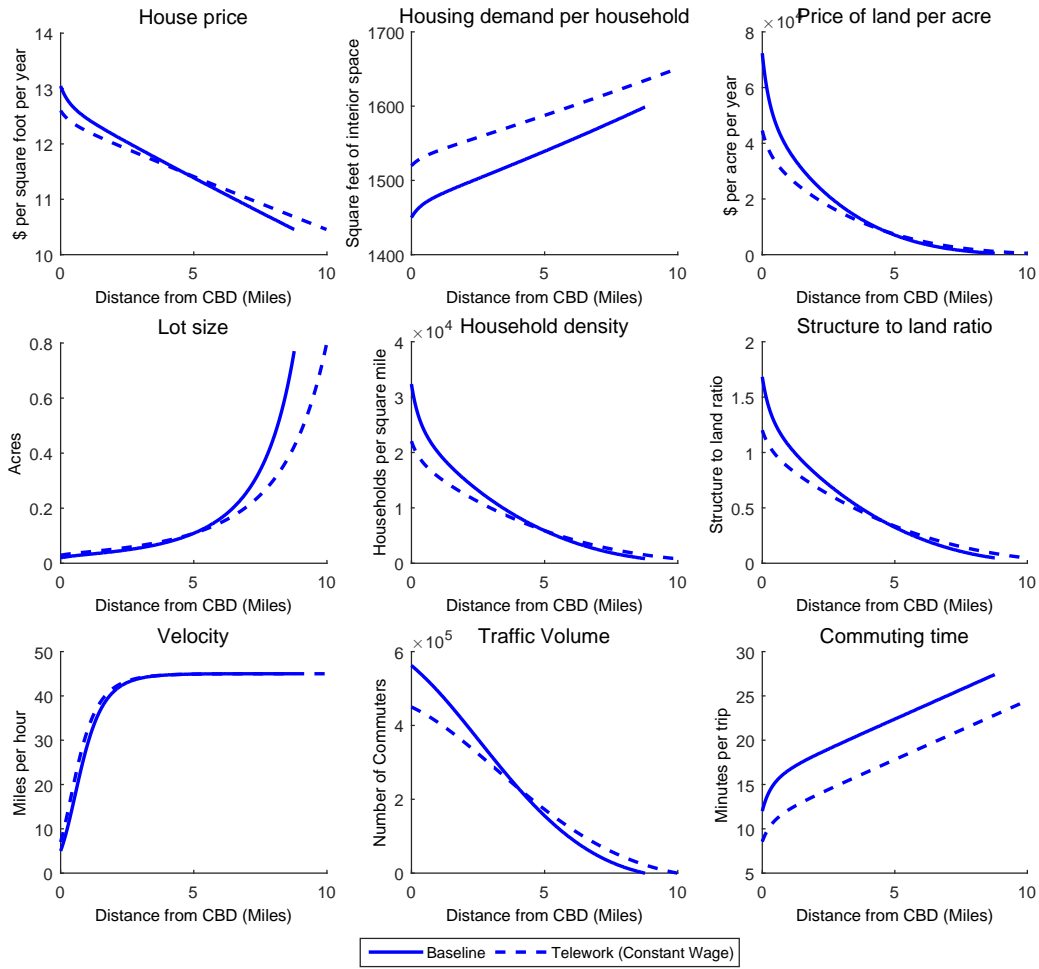 House price
$ per square foot per year
14
13
12
11
10
0 5 10
Distance from CBD (Miles)
Housing demand per household
Square feet of interior space
1700
1600
1500
1400
0 5 10
Distance from CBD (Miles)
×10⁴
Price of land per acre
$ per acre per year
8
6
4
2
0
0 5 10
Distance from CBD (Miles)
Lot size
Acres
0.8
0.6
0.4
0.2
0
0 5 10
Distance from CBD (Miles)
×10⁴
Household density
Households per square mile
4
3
2
1
0
0 5 10
Distance from CBD (Miles)
Structure to land ratio
Structure to land ratio
2
1.5
1
0.5
0
0 5 10
Distance from CBD (Miles)
Velocity
Miles per hour
50
40
30
20
10
0
0 5 10
Distance from CBD (Miles)
×10⁵
Traffic Volume
Number of Commuters
6
4
2
0
0 5 10
Distance from CBD (Miles)
Commuting time
Minutes per trip
30
25
20
15
10
5
0 5 10
Distance from CBD (Miles)
Baseline
Telework (Constant Wage)